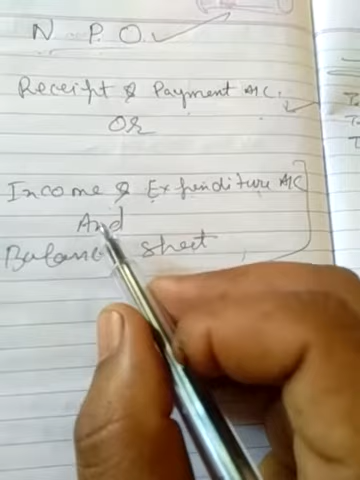 N. P. O.
Receipt & Payment A/C.
OR
Income & Expenditure A/C
And
Balance sheet